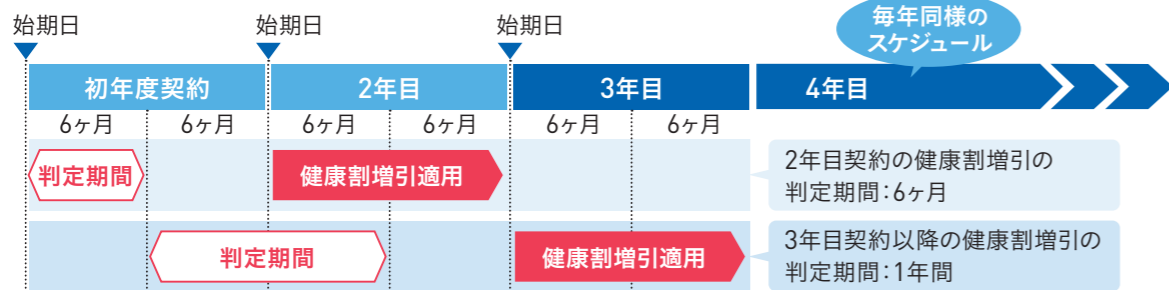 毎年同様の
スケジュール
始期日
始期日
始期日
初年度契約
2年目
3年目
4年目
6ヶ月
6ヶ月
6ヶ月
6ヶ月
6ヶ月
6ヶ月
判定期間
健康割増引適用
2年目契約の健康割増引の
判定期間:6ヶ月
判定期間
健康割増引適用
3年目契約以降の健康割増引の
判定期間:1年間